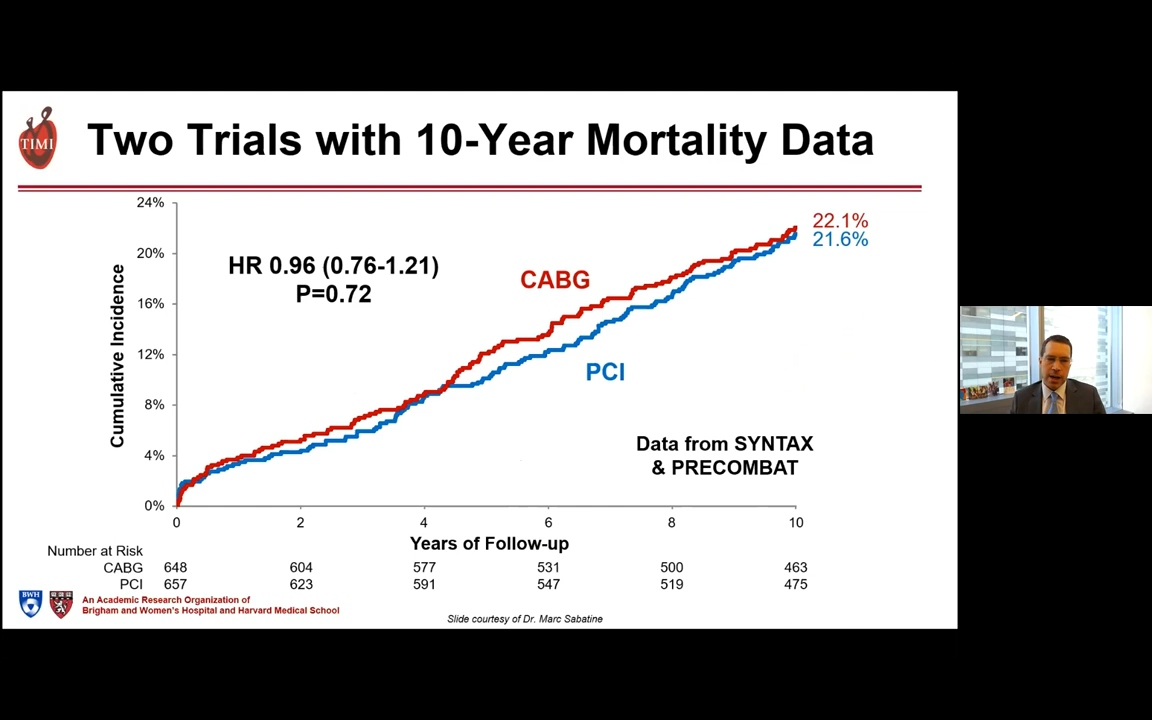 TIMI
Two Trials with 10-Year Mortality Data
24%
20%
16%
12%
8%
4%
0%
Cumulative Incidence
HR 0.96 (0.76-1.21)
P=0.72
CABG
PCI
22.1%
21.6%
Data from SYNTAX
& PRECOMBAT
0 2 4 6 8 10
Years of Follow-up
Number at Risk
CABG 648 604 577 531 500 463
PCI 657 623 591 547 519 475
BWH
An Academic Research Organization of
Brigham and Women's Hospital and Harvard Medical School
Slide courtesy of Dr. Marc Sabatine